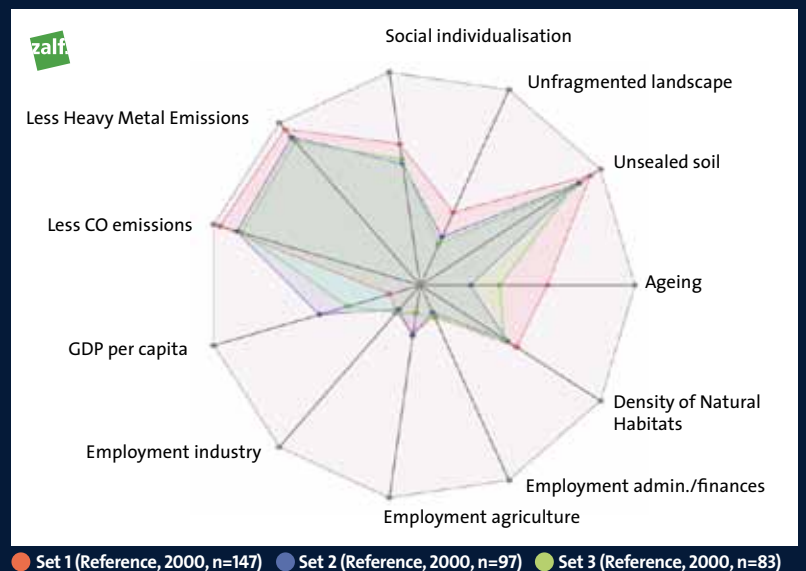 zalf.
Social individualisation
Unfragmented landscape
Less Heavy Metal Emissions
Unsealed soil
Less CO emissions
Ageing
GDP per capita
Density of Natural
Habitats
Employment industry
Employment admin./finances
Employment agriculture
Set 1 (Reference, 2000, n=147) Set 2 (Reference, 2000, n=97) Set 3 (Reference, 2000, n=83)